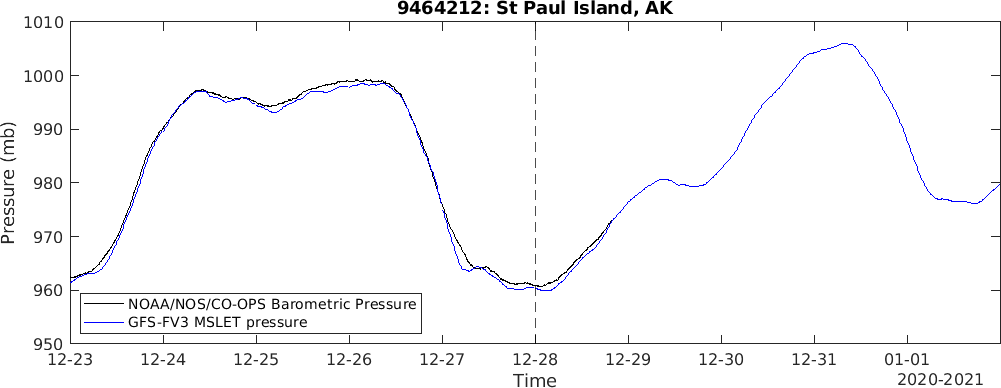 9464212: St Paul Island, AK
Pressure (mb)
1010
1000
990
980
970
960
950
NOAA/NOS/CO-OPS Barometric Pressure
GFS-FV3 MSLET pressure
12-23 12-24 12-25 12-26 12-27 12-28 12-29 12-30 12-31 01-01
Time
2020-2021